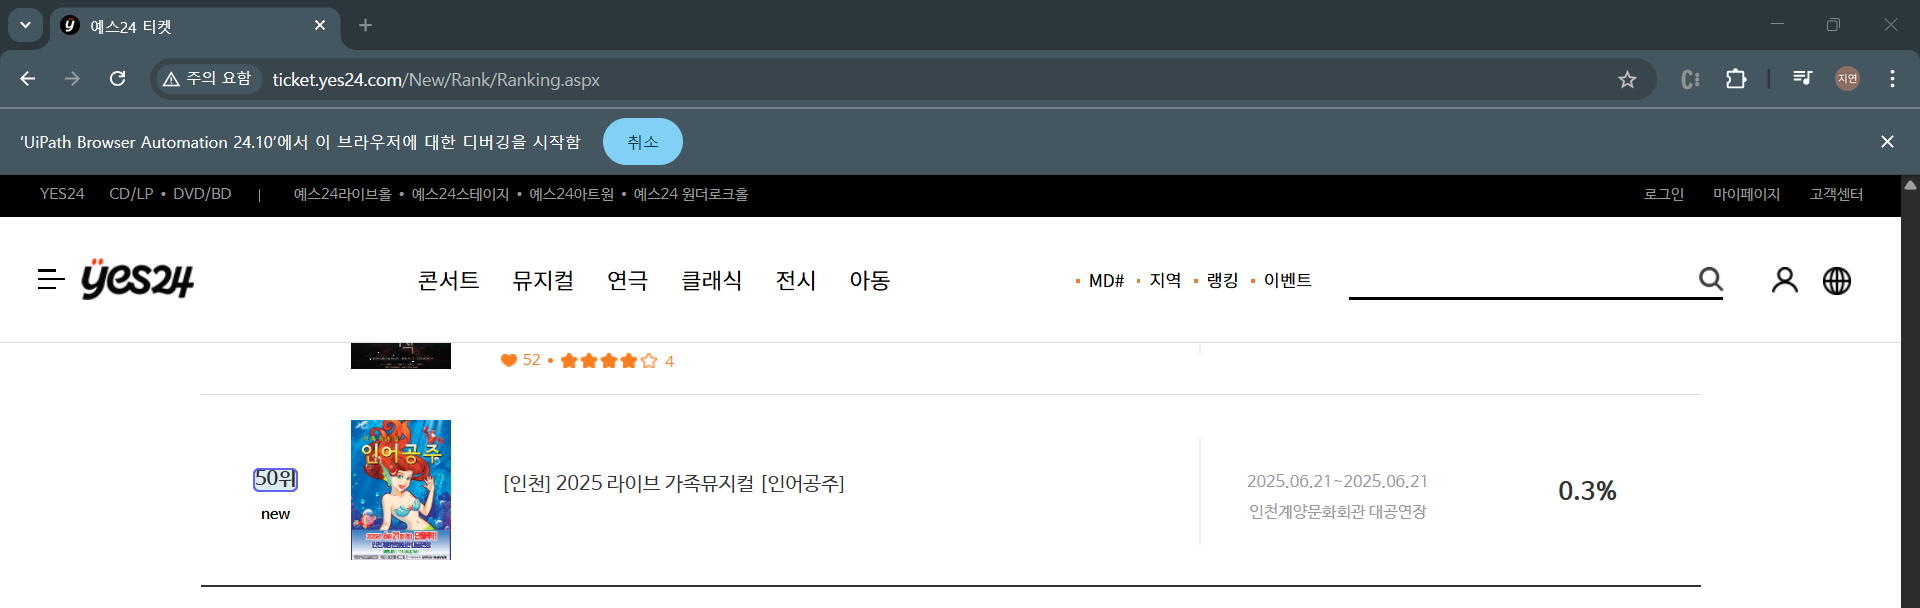 예스24 티켓
주의 요함
ticket.yes24.com/New/Rank/Ranking.aspx
지연
'UiPath Browser Automation 24.10'에서 이 브라우저에 대한 디버깅을 시작함
취소
YES24 CD/LP • DVD/BD | 예스24라이브홀 • 예스24스테이지 • 예스24아트원 • 예스24 원더로크홀
로그인 마이페이지 고객센터
yes24
콘서트 뮤지컬 연극 클래식 전시 아동
MD# 지역 랭킹 이벤트
52 • 4
50위
new
인어공주
[인천] 2025 라이브 가족뮤지컬 [인어공주]
2025.06.21~2025.06.21
인천계양문화회관 대공연장
0.3%